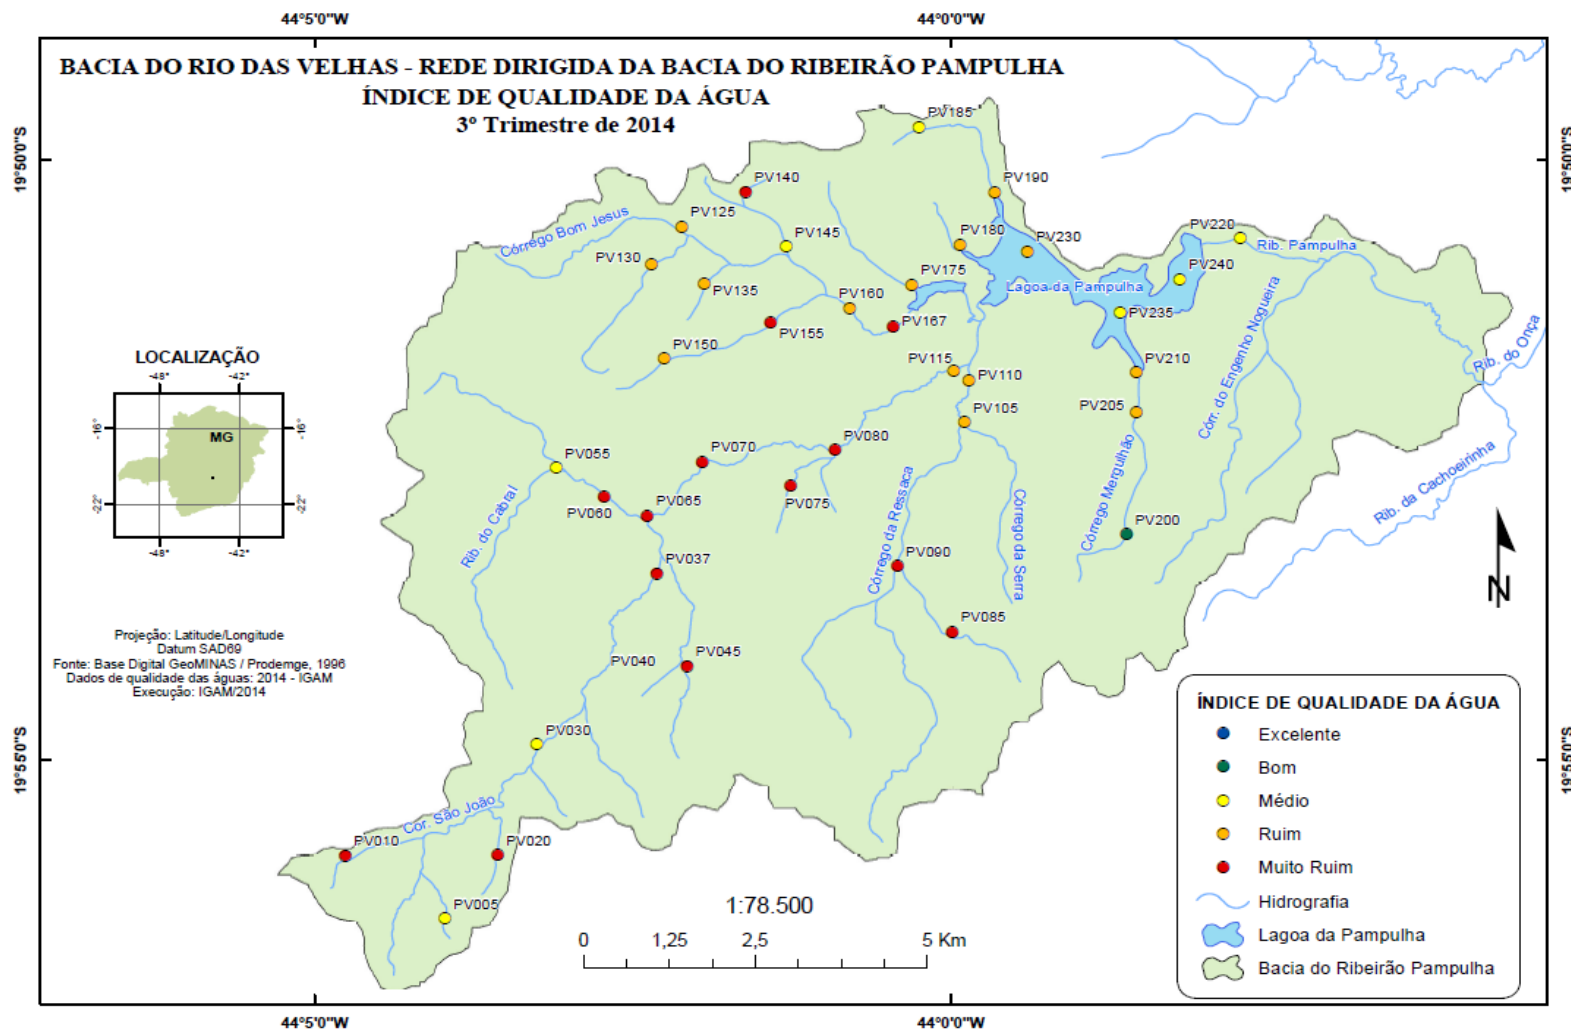 44°5'0"W
44°0'0"W
BACIA DO RIO DAS VELHAS - REDE DIRIGIDA DA BACIA DO RIBEIRÃO PAMPULHA
ÍNDICE DE QUALIDADE DA ÁGUA
3º Trimestre de 2014
19°50'0"S
19°50'0"S
PV185
PV140
PV190
PV125
Córrego Bom Jesus
PV145
PV180
PV230
PV220
Rib. Pampulha
PV130
PV240
PV175
PV135
Lagoa da Pampulha
PV160
PV235
PV155
PV167
Córr. do Engenho Nogueira
Rib. do Onça
PV150
PV115
PV110
PV210
PV105
PV205
LOCALIZAÇÃO
-48°
-42°
-16°
MG
-16°
-22°
-22°
-48°
-42°
PV080
PV070
PV055
PV060
PV065
PV075
Rib. do Cabral
Córrego da Ressaca
Córrego da Serra
Córrego Mergulhão
Rib. da Cachoeirinha
PV200
PV037
PV090
N
PV085
PV040
PV045
Projeção: Latitude/Longitude
Datum SAD69
Fonte: Base Digital GeoMINAS / Prodemge, 1996
Dados de qualidade das águas: 2014 - IGAM
Execução: IGAM/2014
PV030
Cor. São João
PV010
PV020
PV005
19°55'0"S
19°55'0"S
ÍNDICE DE QUALIDADE DA ÁGUA
Excelente
Bom
Médio
Ruim
Muito Ruim
Hidrografia
Lagoa da Pampulha
Bacia do Ribeirão Pampulha
1:78.500
0 1,25 2,5 5 Km
44°5'0"W
44°0'0"W